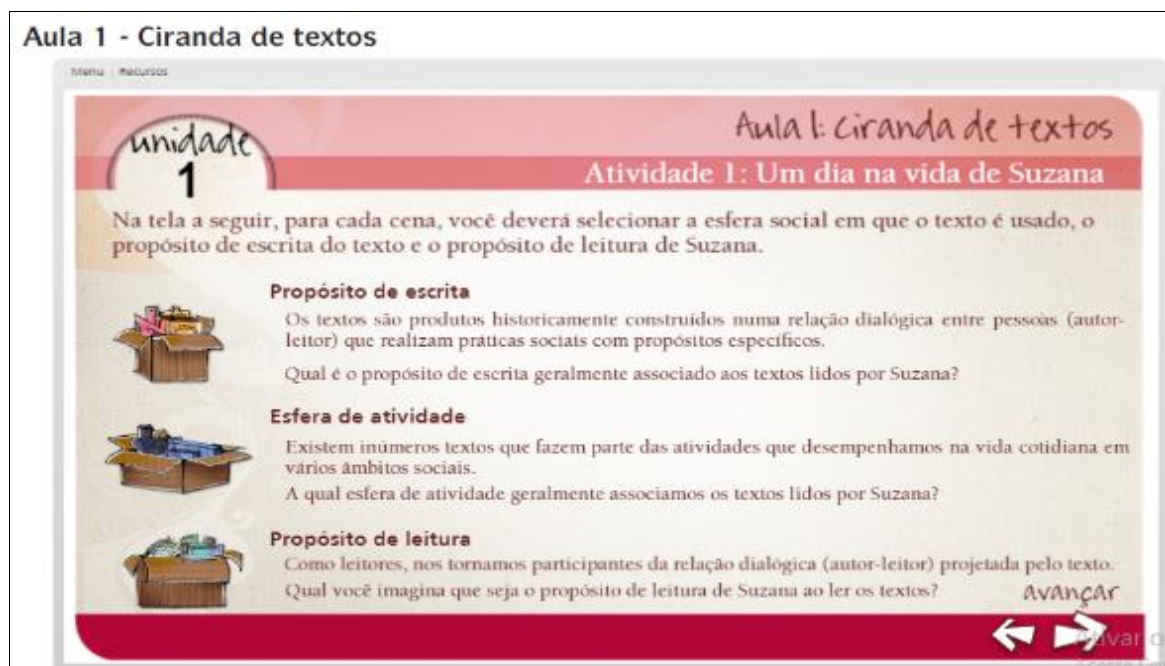 Aula 1 - Ciranda de textos
Menu Recursos
unidade
1
Aula 1: Ciranda de textos
Atividade 1: Um dia na vida de Suzana
Na tela a seguir, para cada cena, você deverá selecionar a esfera social em que o texto é usado, o
propósito de escrita do texto e o propósito de leitura de Suzana.
Propósito de escrita
Os textos são produtos historicamente construídos numa relação dialógica entre pessoas (autor-
leitor) que realizam práticas sociais com propósitos específicos.
Qual é o propósito de escrita geralmente associado aos textos lidos por Suzana?
Esfera de atividade
Existem inúmeros textos que fazem parte das atividades que desempenhamos na vida cotidiana em
vários âmbitos sociais.
A qual esfera de atividade geralmente associamos os textos lidos por Suzana?
Propósito de leitura
Como leitores, nos tornamos participantes da relação dialógica (autor-leitor) projetada pelo texto.
Qual você imagina que seja o propósito de leitura de Suzana ao ler os textos?
avançar